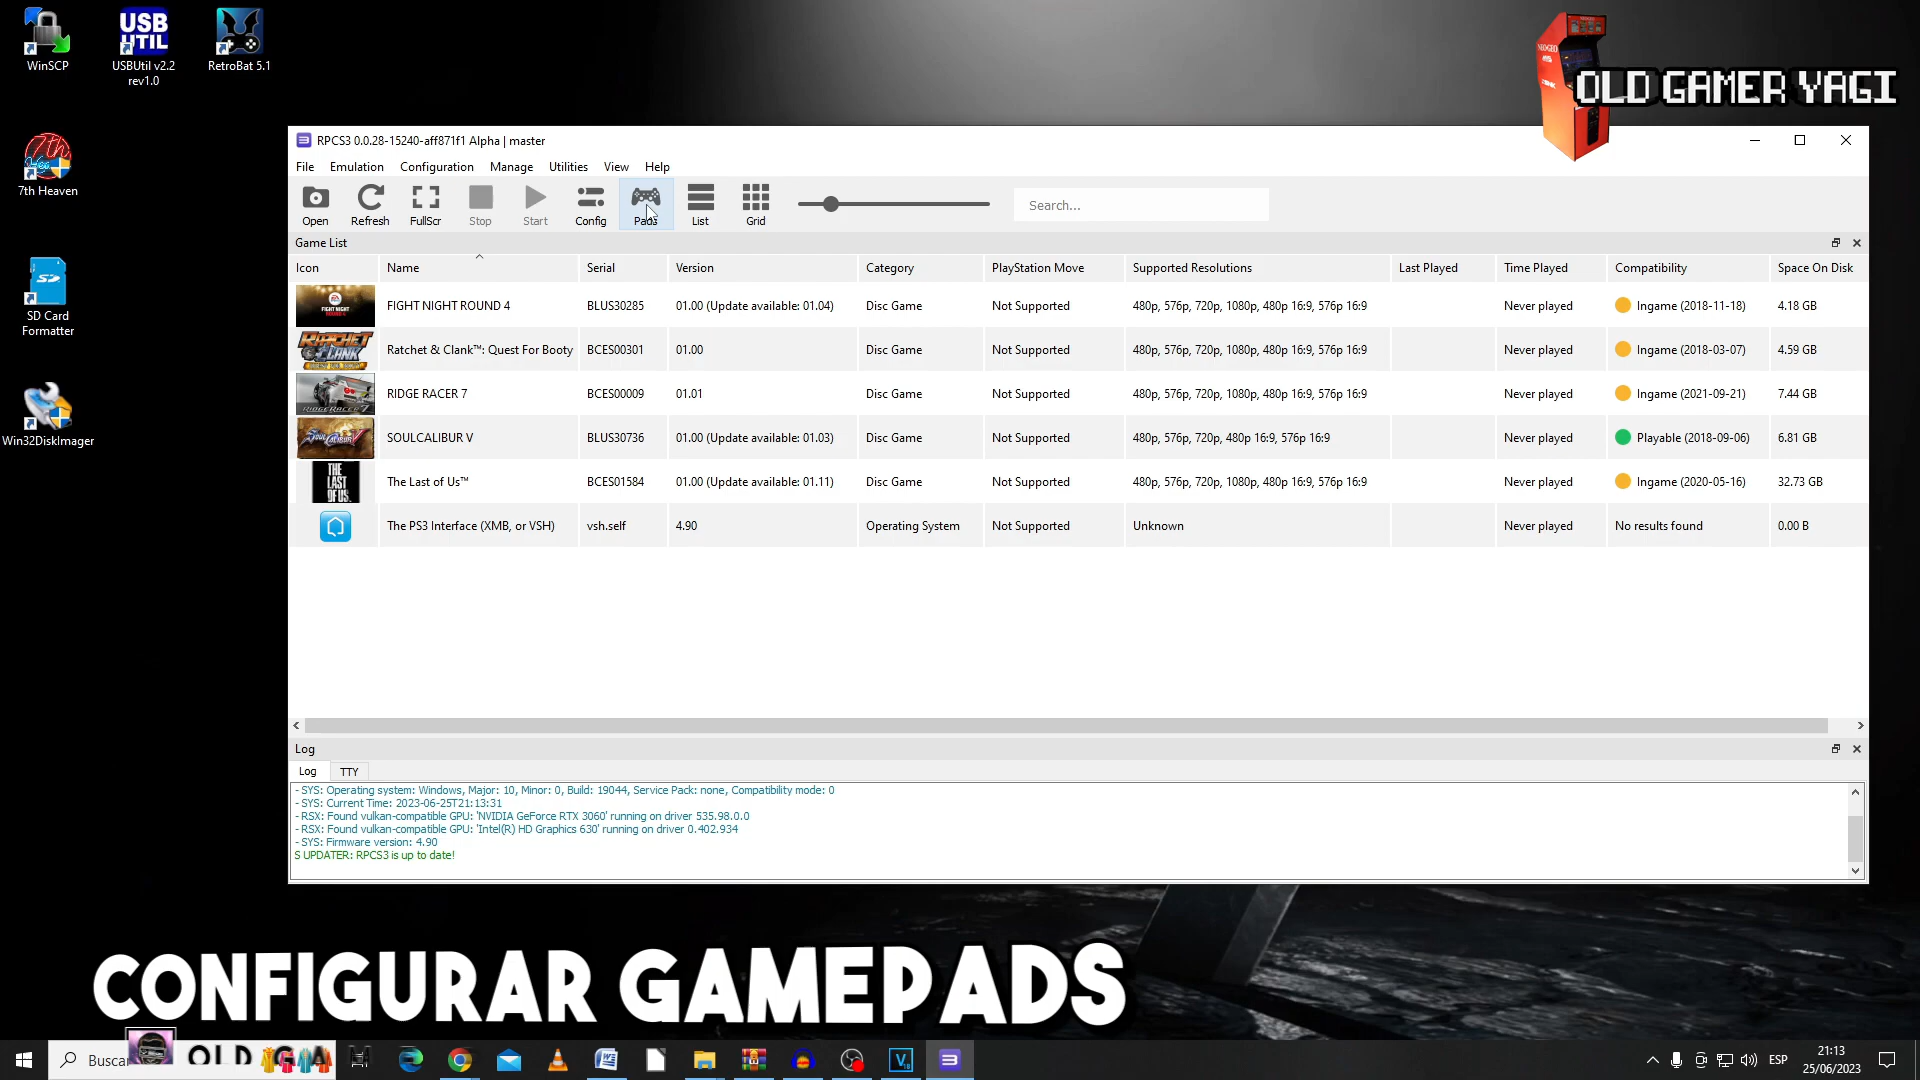 WinSCP
USB
UTIL
USBUtil v2.2
rev1.0
RetroBat 5.1
OLD GAMER YAGI
7th
7th Heaven
SD Card
Formatter
Win32DiskImager
RPCS3 0.0.28-15240-aff871f1 Alpha | master
File Emulation Configuration Manage Utilities View Help
Open Refresh FullScr Stop Start Config Pads List Grid Search...
Game List
Icon Name Serial Version Category PlayStation Move Supported Resolutions Last Played Time Played Compatibility Space On Disk
FIGHT NIGHT ROUND 4 BLUS30285 01.00 (Update available: 01.04) Disc Game Not Supported 480p, 576p, 720p, 1080p, 480p 16:9, 576p 16:9 Never played Ingame (2018-11-18) 4.18 GB
Ratchet & Clank™: Quest For Booty BCES00301 01.00 Disc Game Not Supported 480p, 576p, 720p, 1080p, 480p 16:9, 576p 16:9 Never played Ingame (2018-03-07) 4.59 GB
RIDGE RACER 7 BCES00009 01.01 Disc Game Not Supported 480p, 576p, 720p, 1080p, 480p 16:9, 576p 16:9 Never played Ingame (2021-09-21) 7.44 GB
SOULCALIBUR V BLUS30736 01.00 (Update available: 01.03) Disc Game Not Supported 480p, 576p, 720p, 480p 16:9, 576p 16:9 Never played Playable (2018-09-06) 6.81 GB
THE LAST OF US The Last of Us™ BCES01584 01.00 (Update available: 01.11) Disc Game Not Supported 480p, 576p, 720p, 1080p, 480p 16:9, 576p 16:9 Never played Ingame (2020-05-16) 32.73 GB
The PS3 Interface (XMB, or VSH) vsh.self 4.90 Operating System Not Supported Unknown Never played No results found 0.00 B
Log
Log TTY
- SYS: Operating system: Windows, Major: 10, Minor: 0, Build: 19044, Service Pack: none, Compatibility mode: 0
- SYS: Current Time: 2023-06-25T21:13:31
- RSX: Found vulkan-compatible GPU: 'NVIDIA GeForce RTX 3060' running on driver 535.98.0.0
- RSX: Found vulkan-compatible GPU: 'Intel(R) HD Graphics 630' running on driver 0.402.934
- SYS: Firmware version: 4.90
S UPDATER: RPCS3 is up to date!
CONFIGURAR GAMEPADS
OLD GA
ESP
21:13
25/06/2023